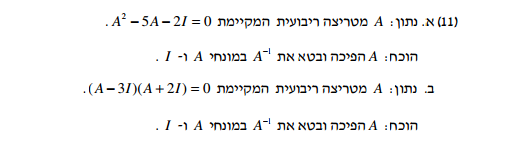 (11) א. נתון: A מטריצה ריבועית המקיימת A² − 5A − 2I = 0 .
הוכח: A הפיכה ובטא את A⁻¹ במונחי A ו- I .
ב. נתון: A מטריצה ריבועית המקיימת (A − 3I)(A + 2I) = 0 .
הוכח: A הפיכה ובטא את A⁻¹ במונחי A ו- I .